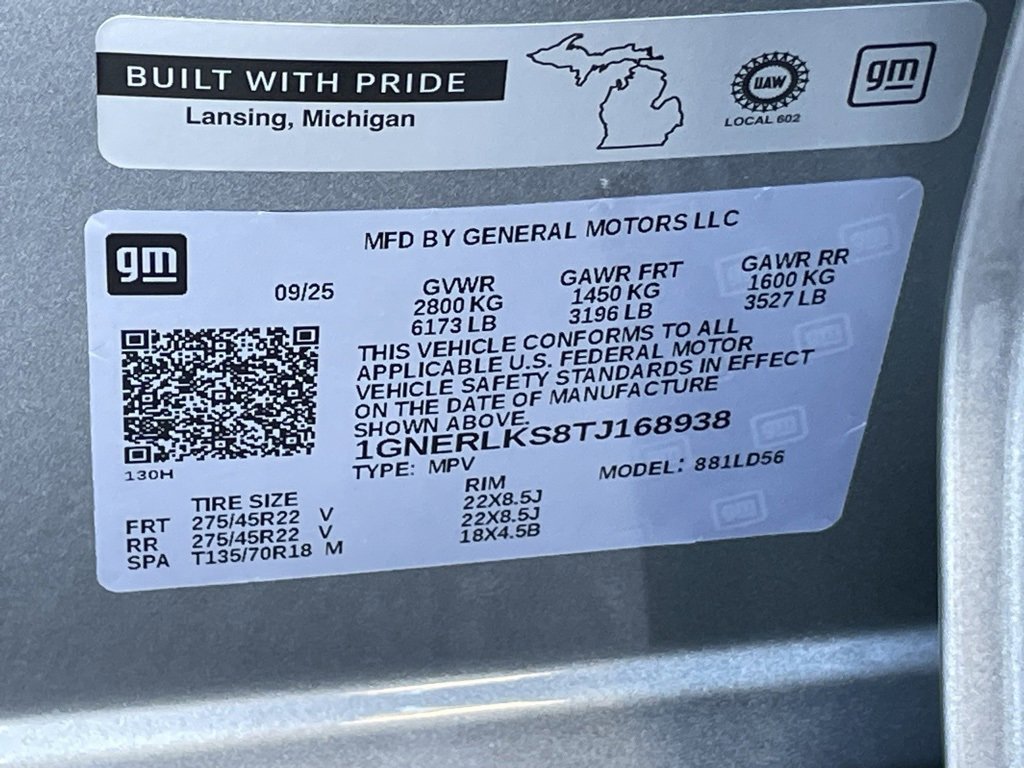 BUILT WITH PRIDE
Lansing, Michigan
UAW
LOCAL 602
gm
gm
MFD BY GENERAL MOTORS LLC
09/25
GVWR GAWR FRT GAWR RR
2800 KG 1450 KG 1600 KG
6173 LB 3196 LB 3527 LB
THIS VEHICLE CONFORMS TO ALL
APPLICABLE U.S. FEDERAL MOTOR
VEHICLE SAFETY STANDARDS IN EFFECT
ON THE DATE OF MANUFACTURE
SHOWN ABOVE.
1GNERLKS8TJ168938
130H
TYPE: MPV MODEL: 881LD56
TIRE SIZE RIM
FRT 275/45R22 V 22X8.5J
RR 275/45R22 V 22X8.5J
SPA T135/70R18 M 18X4.5B